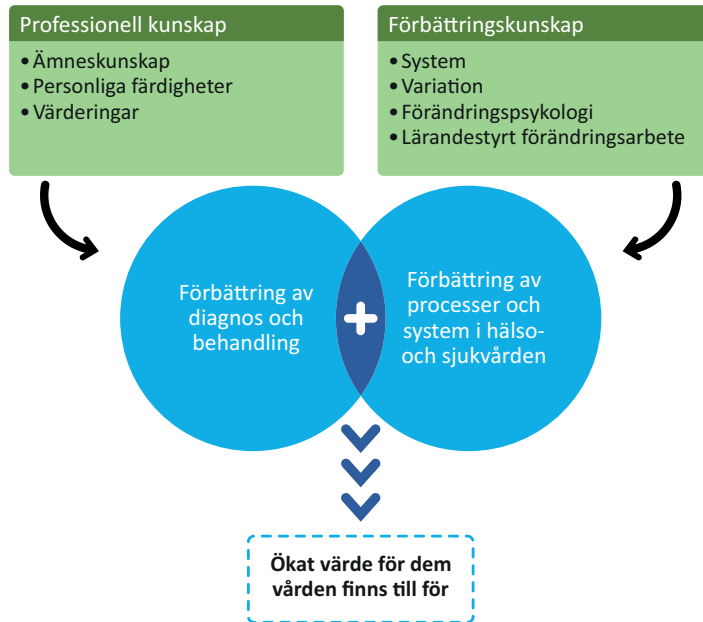 Professionell kunskap
• Ämneskunskap
• Personliga färdigheter
• Värderingar
Förbättringskunskap
• System
• Variation
• Förändringspsykologi
• Lärandestyrt förändringsarbete
Förbättring av
diagnos och
behandling
+
Förbättring av
processer och
system i hälso-
och sjukvården
Ökat värde för dem
vården finns till för